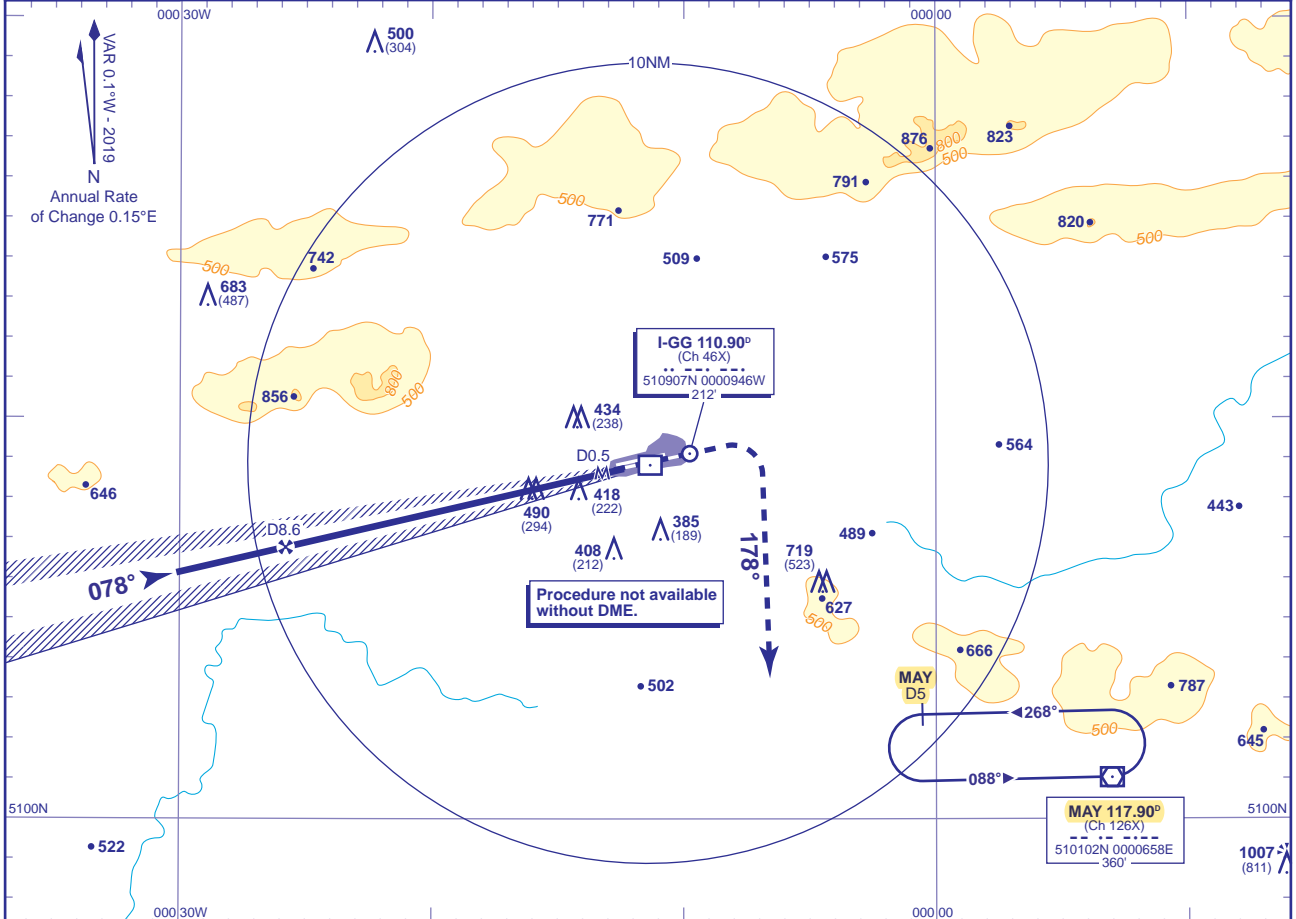 000 30W
000 00
VAR 0.1°W - 2019
N
Annual Rate
of Change 0.15°E
500
(304)
10NM
876
800
500
823
791
500
771
820
500
742
500
683
(487)
509
575
I-GG 110.90ᴰ
(Ch 46X)
510907N 0000946W
212'
856
800
500
434
(238)
564
D0.5
646
418
(222)
443
490
(294)
385
(189)
489
D8.6
408
(212)
178°
719
(523)
078°
Procedure not available
without DME.
627
500
666
502
MAY
D5
787
268°
500
645
088°
5100N
5100N
MAY 117.90ᴰ
(Ch 126X)
510102N 0000658E
360'
522
1007
(811)
000 30W
000 00